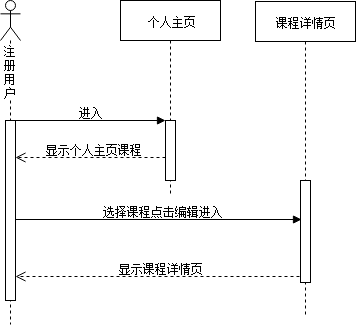 个人主页
课程详情页
注册用户
进入
显示个人主页课程
选择课程点击编辑进入
显示课程详情页